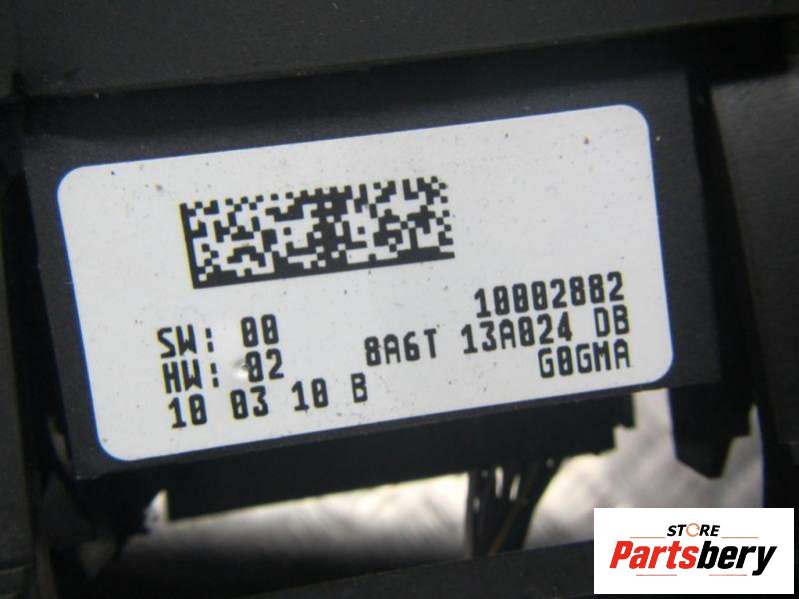 10002882
SW: 00
8A6T 13A024 DB
HW: 02
G0GMA
10 03 10 B
STORE
Partsbery